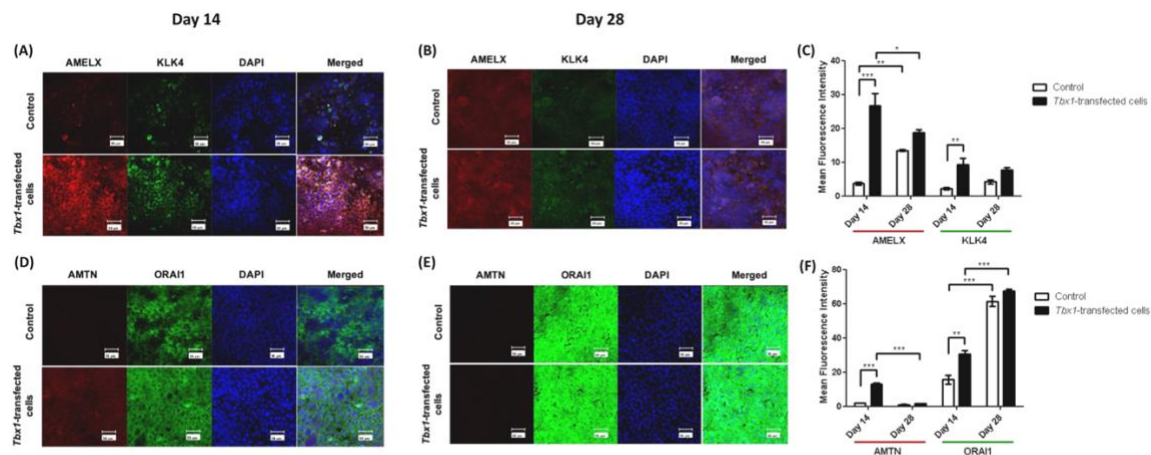 Day 14
Day 28
(A)
AMELX KLK4 DAPI Merged
Control
Tbx1-transfected
cells
(B)
AMELX KLK4 DAPI Merged
Control
Tbx1-transfected
cells
(C)
Mean Fluorescence Intensity
40
30
20
10
0
***
**
*
**
Day 14
Day 28
Day 14
Day 28
AMELX
KLK4
Control
Tbx1-transfected cells
(D)
AMTN ORAI1 DAPI Merged
Control
Tbx1-transfected
cells
(E)
AMTN ORAI1 DAPI Merged
Control
Tbx1-transfected
cells
(F)
Mean Fluorescence Intensity
80
60
40
20
0
***
***
**
***
***
Day 14
Day 28
Day 14
Day 28
AMTN
ORAI1
Control
Tbx1-transfected cells